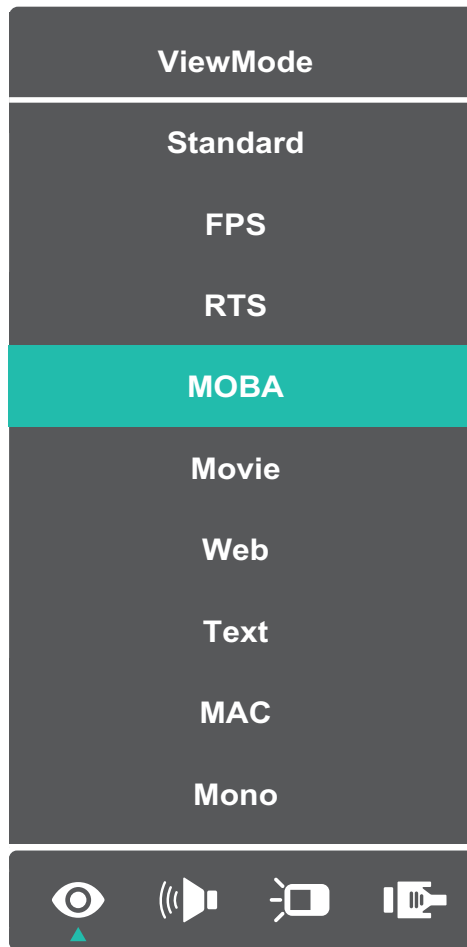 ViewMode
Standard
FPS
RTS
MOBA
Movie
Web
Text
MAC
Mono